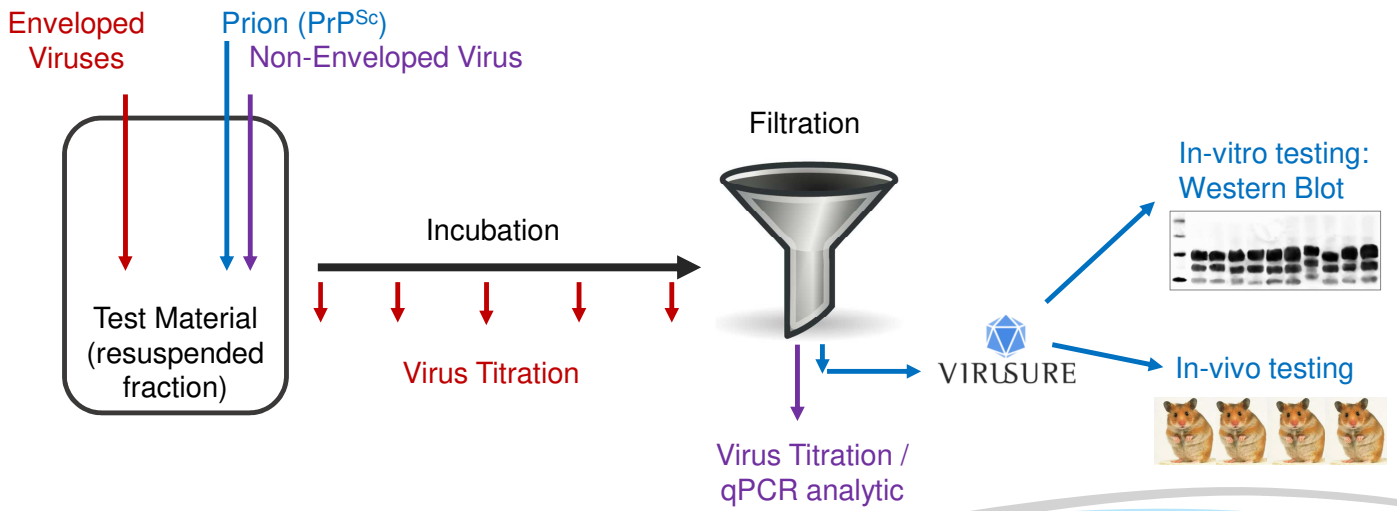 Enveloped
Viruses
Prion (PrPSc)
Non-Enveloped Virus
Test Material
(resuspended
fraction)
Incubation
Virus Titration
Filtration
Virus Titration /
qPCR analytic
VIRUSURE
In-vitro testing:
Western Blot
In-vivo testing